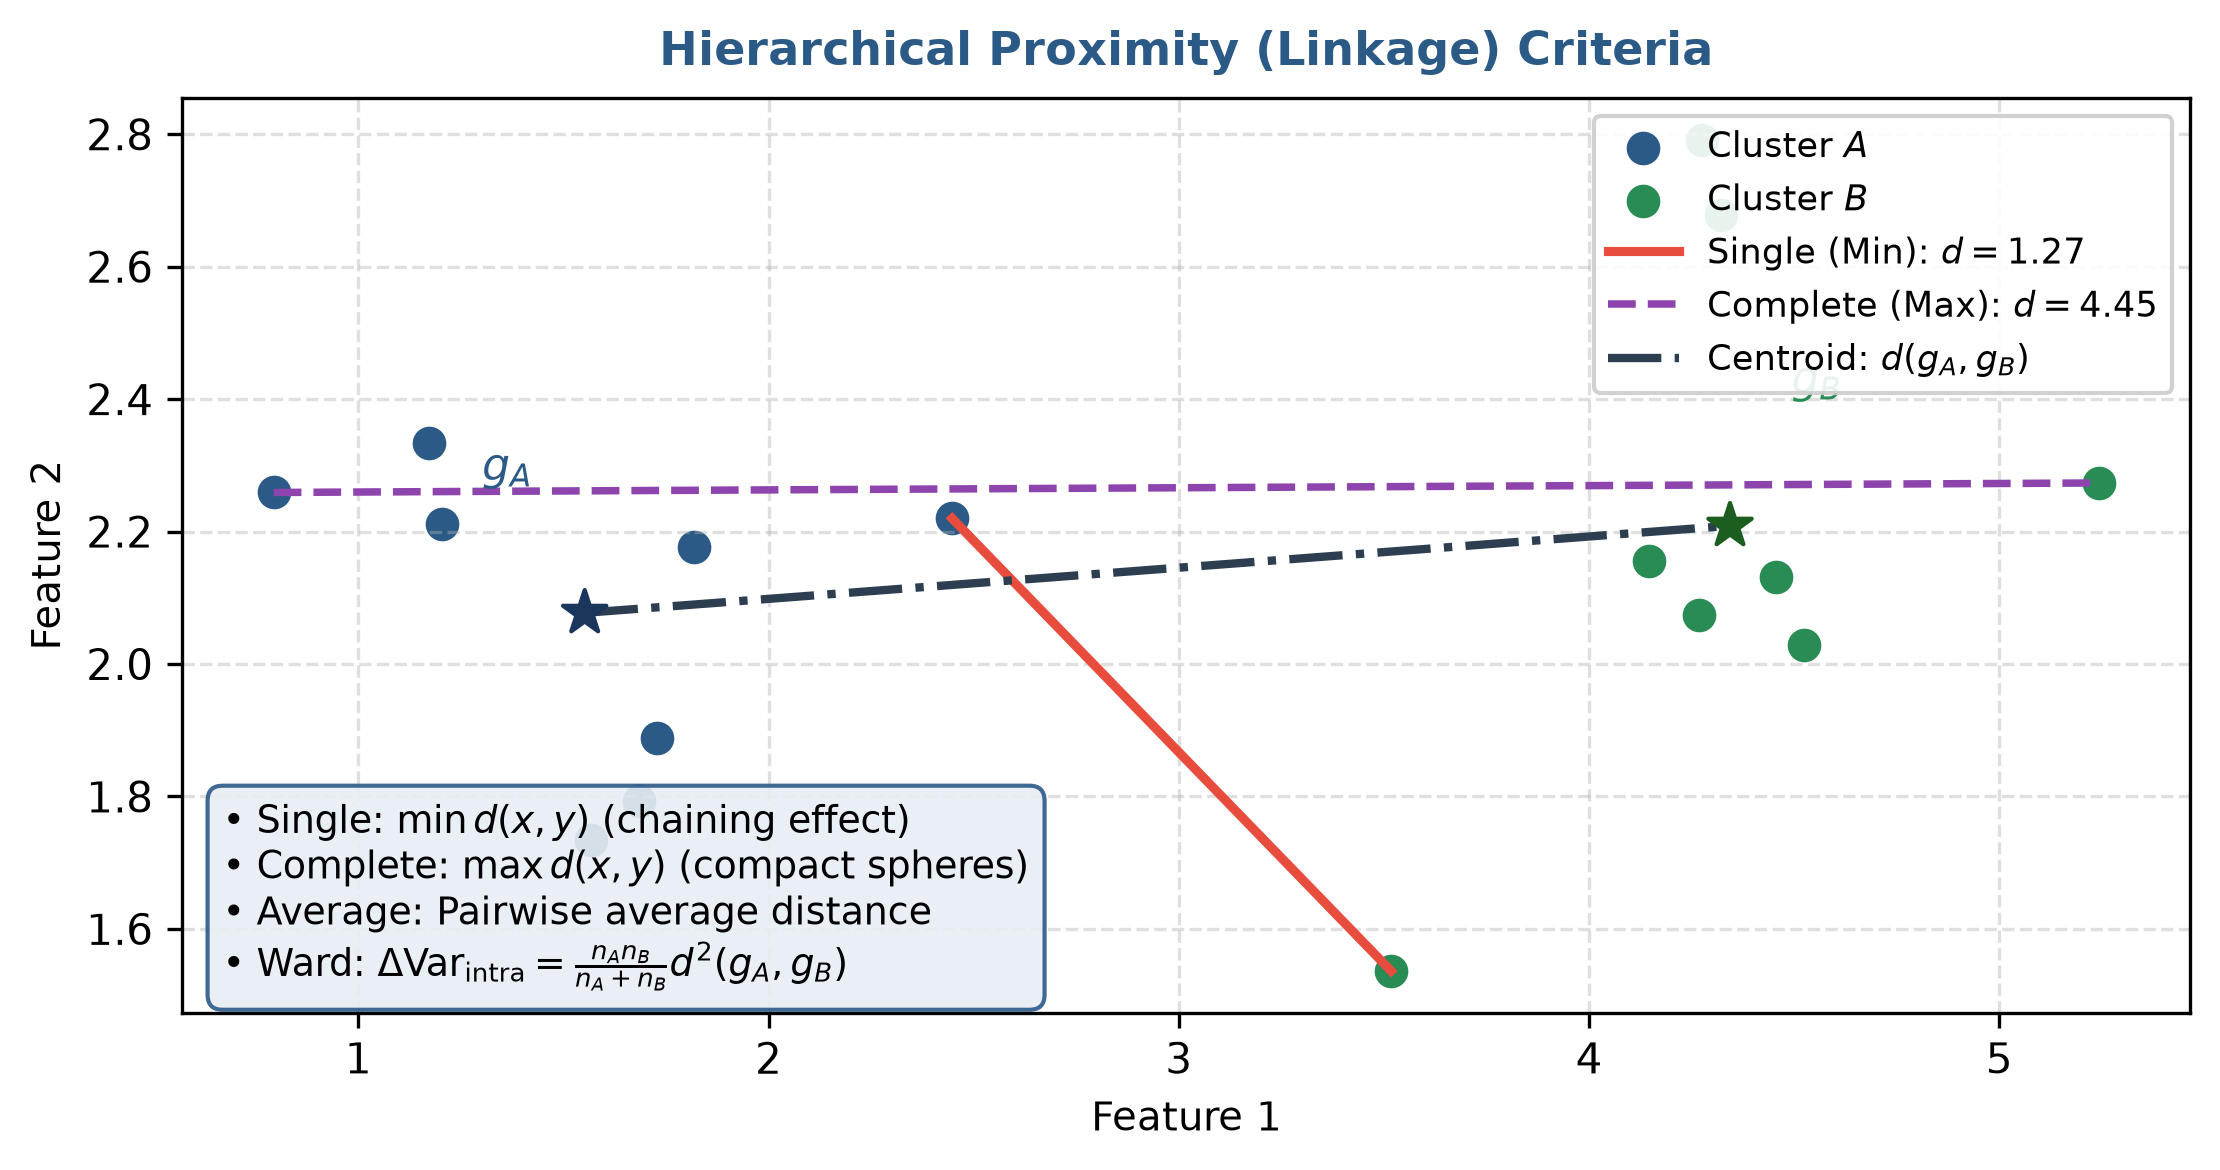 Hierarchical Proximity (Linkage) Criteria
2.8
2.6
2.4
2.2
2.0
1.8
1.6
Feature 2
Cluster A
Cluster B
Single (Min): d = 1.27
Complete (Max): d = 4.45
Centroid: d(g_A, g_B)
g_B
g_A
• Single: min d(x, y) (chaining effect)
• Complete: max d(x, y) (compact spheres)
• Average: Pairwise average distance
• Ward: ΔVar_intra = \frac{n_A n_B}{n_A + n_B} d²(g_A, g_B)
1 2 3 4 5
Feature 1